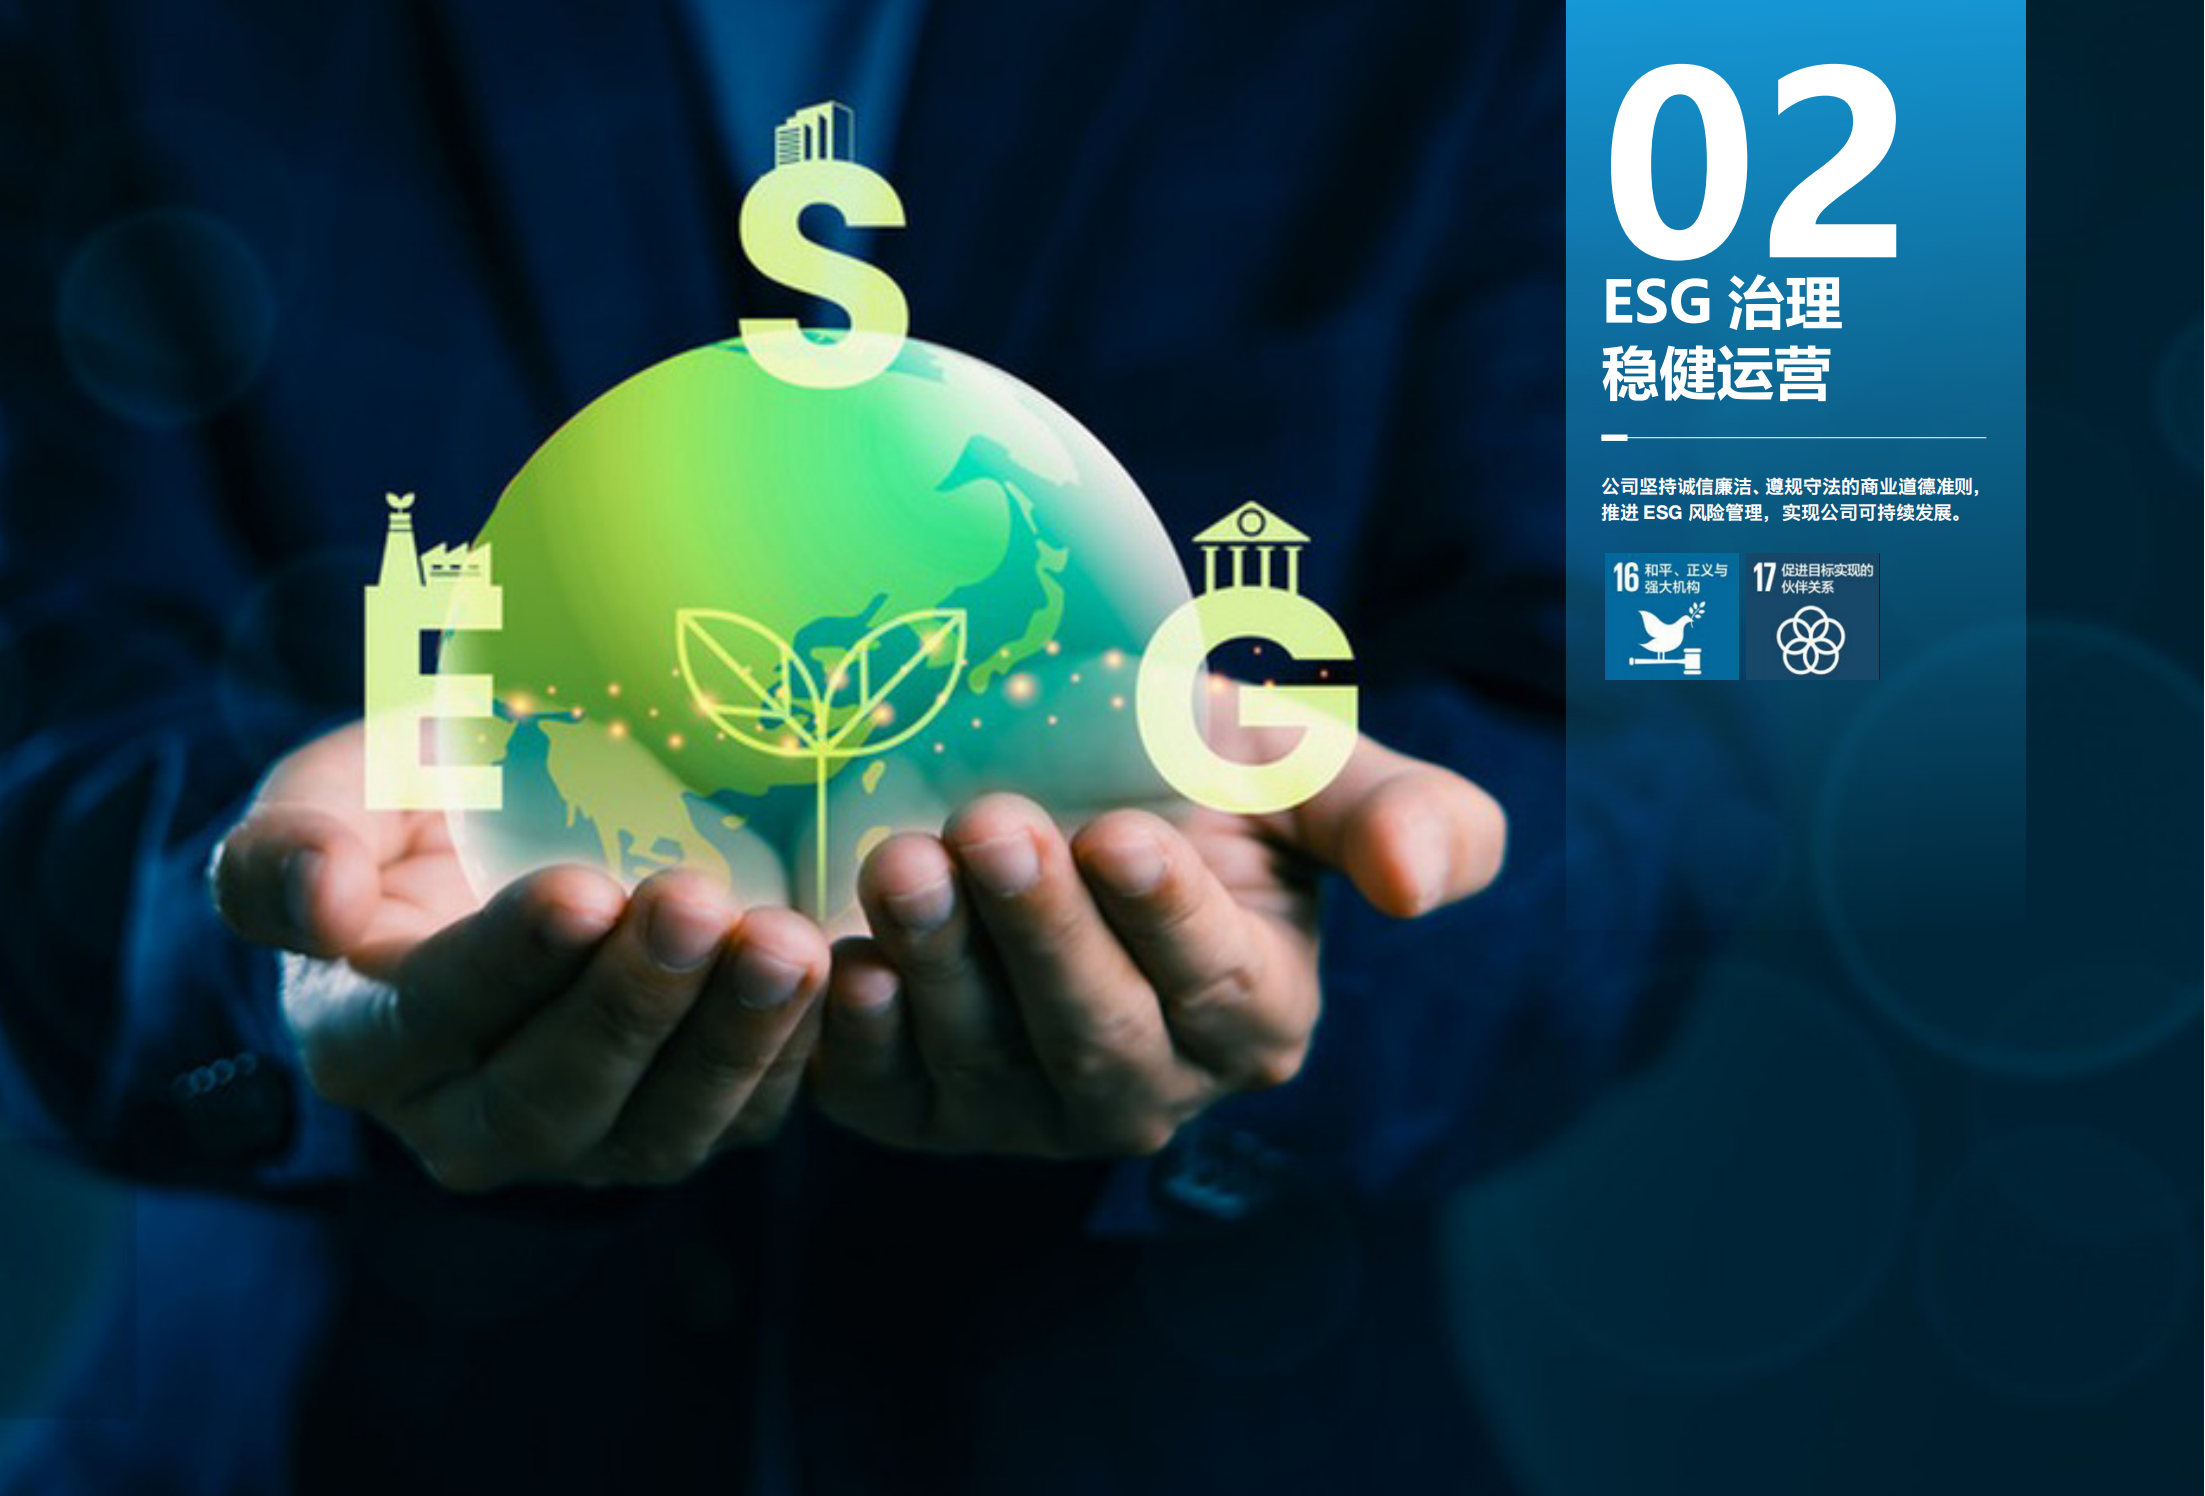 S
E
G
02
ESG 治理
稳健运营
公司坚持诚信廉洁、遵规守法的商业道德准则，
推进 ESG 风险管理，实现公司可持续发展。
16 和平、正义与
强大机构
17 促进目标实现的
伙伴关系